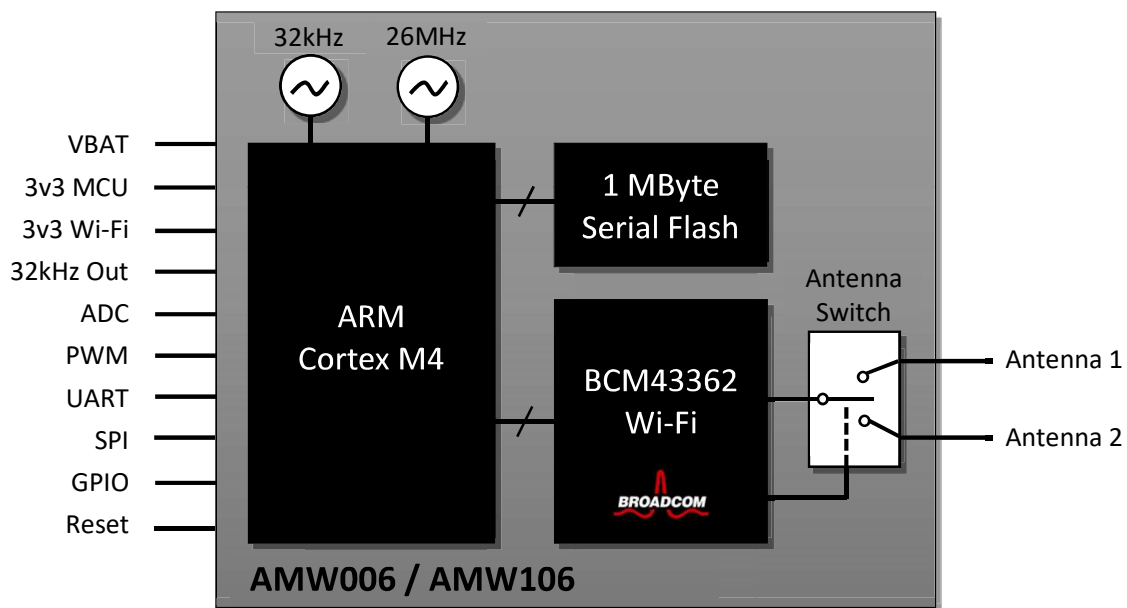 32kHz
26MHz
VBAT
3v3 MCU
3v3 Wi-Fi
32kHz Out
ADC
PWM
UART
SPI
GPIO
Reset
ARM
Cortex M4
1 MByte
Serial Flash
BCM43362
Wi-Fi
BROADCOM
Antenna
Switch
Antenna 1
Antenna 2
AMW006 / AMW106